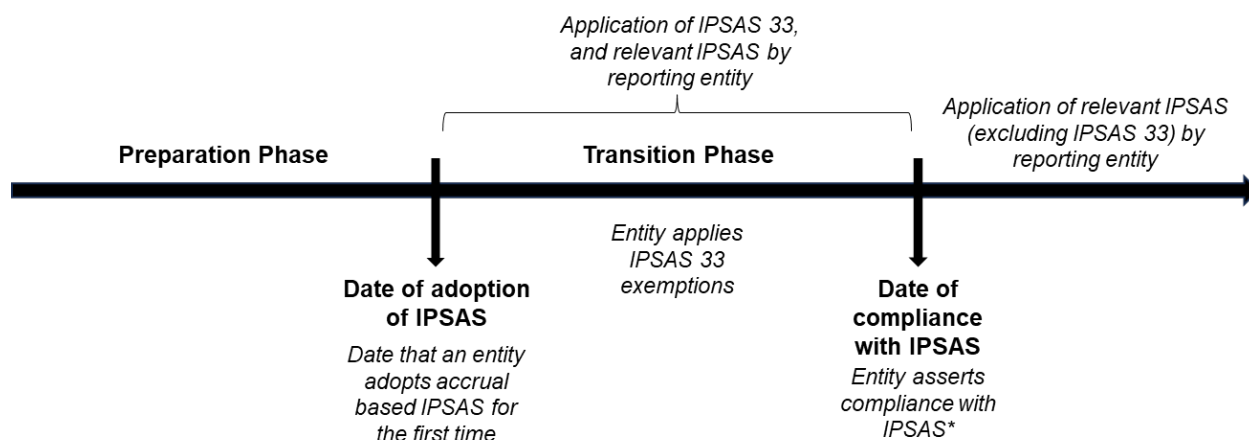 Application of IPSAS 33,
and relevant IPSAS by
reporting entity
Application of relevant IPSAS
(excluding IPSAS 33) by
reporting entity
Preparation Phase
Transition Phase
Entity applies
IPSAS 33
exemptions
Date of adoption
of IPSAS
Date that an entity
adopts accrual
based IPSAS for
the first time
Date of
compliance
with IPSAS
Entity asserts
compliance with
IPSAS*